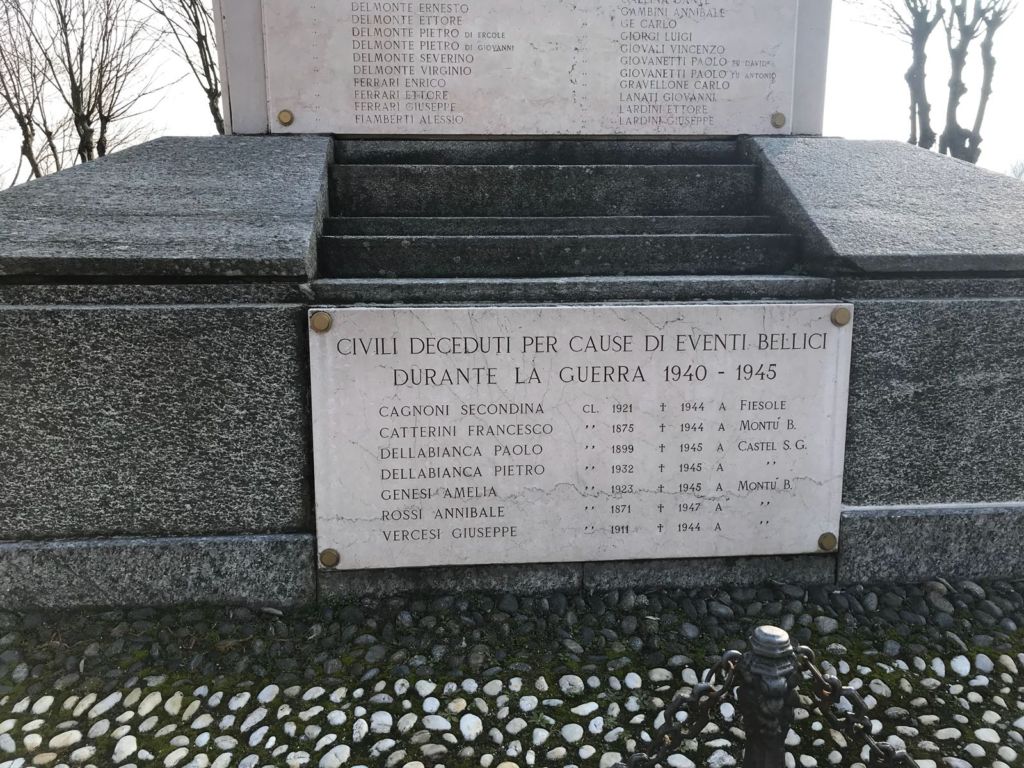 DELMONTE ERNESTO
DELMONTE ETTORE
DELMONTE PIETRO DI ERCOLE
DELMONTE PIETRO DI GIOVANNI
DELMONTE SEVERINO
DELMONTE VIRGINIO
FERRARI ENRICO
FERRARI ETTORE
FERRARI GIUSEPPE
FIAMBERTI ALESSIO
GAMBINI ANNIBALE
GE CARLO
GIORGI LUIGI
GIOVALI VINCENZO
GIOVANETTI PAOLO FU DAVIDE
GIOVANETTI PAOLO FU ANTONIO
GRAVELLONE CARLO
LANATI GIOVANNI
LARDINI ETTORE
LARDINI GIUSEPPE
CIVILI DECEDUTI PER CAUSE DI EVENTI BELLICI
DURANTE LA GUERRA 1940 - 1945
CAGNONI SECONDINA CL. 1921 † 1944 A FIESOLE
CATTERINI FRANCESCO '' 1875 † 1944 A MONTÚ B.
DELLABIANCA PAOLO '' 1899 † 1945 A CASTEL S. G.
DELLABIANCA PIETRO '' 1932 † 1945 A ''
GENESI AMELIA '' 1923 † 1945 A MONTÚ B.
ROSSI ANNIBALE '' 1871 † 1947 A ''
VERCESI GIUSEPPE '' 1911 † 1944 A ''